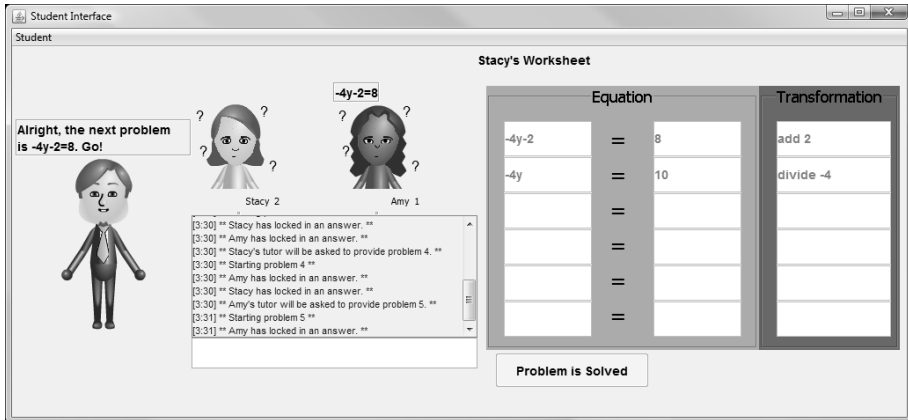 Student Interface
Student
Stacy's Worksheet
-4y-2=8
Alright, the next problem
is -4y-2=8. Go!
? ? ? ?
? ? ? ?
Stacy 2
Amy 1
[3:30] ** Stacy has locked in an answer. **
[3:30] ** Amy has locked in an answer. **
[3:30] ** Stacy's tutor will be asked to provide problem 4. **
[3:30] ** Starting problem 4 **
[3:30] ** Amy has locked in an answer. **
[3:30] ** Stacy has locked in an answer. **
[3:30] ** Amy's tutor will be asked to provide problem 5. **
[3:31] ** Starting problem 5 **
[3:31] ** Amy has locked in an answer. **
Equation Transformation
-4y-2 = 8 add 2
-4y = 10 divide -4
=
=
=
=
Problem is Solved